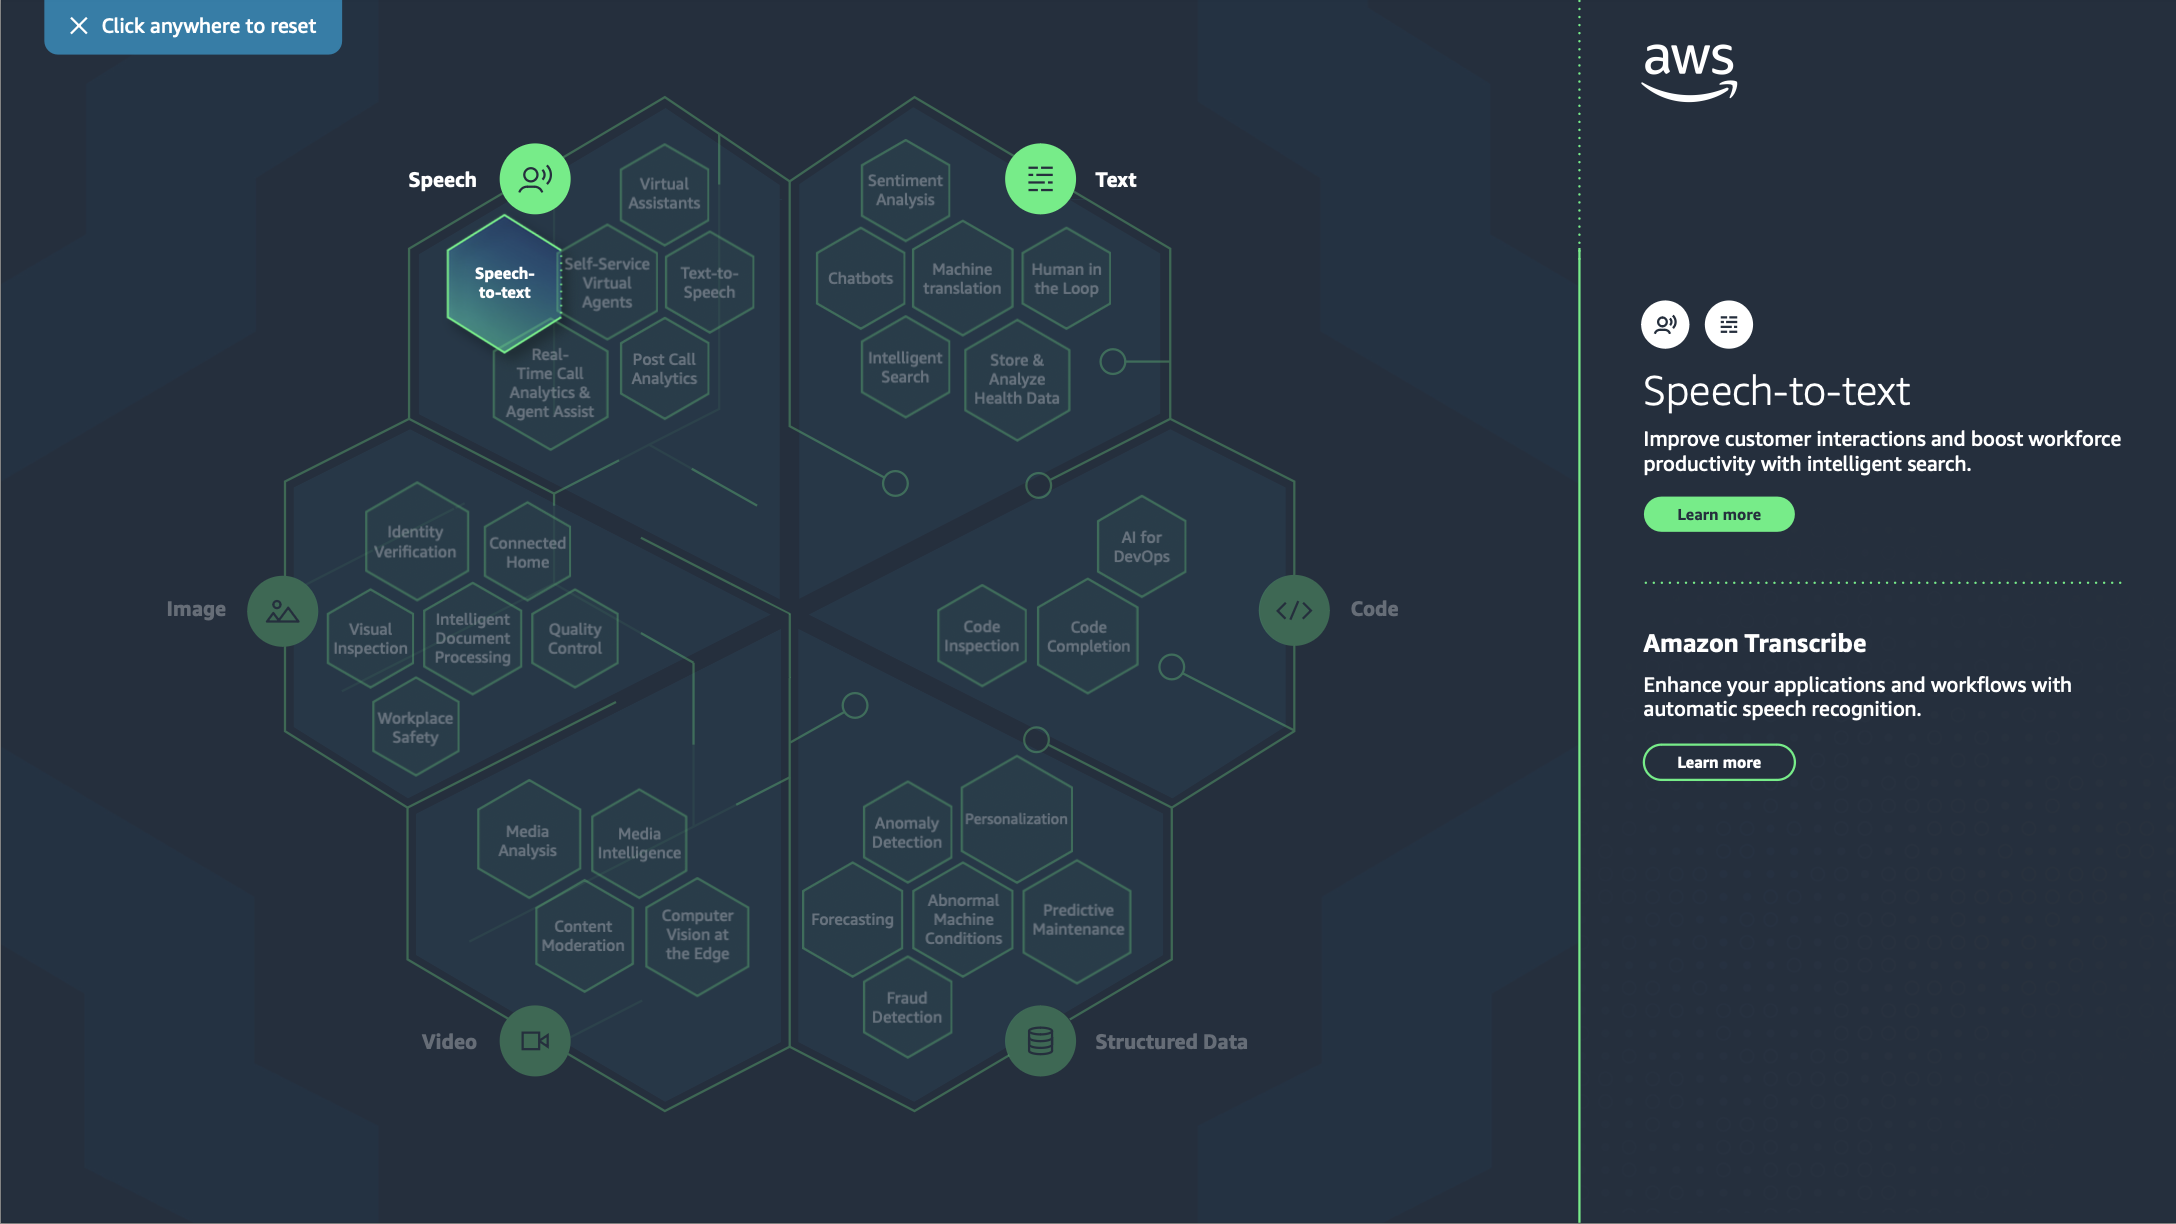 Click anywhere to reset
aws
Speech
Virtual
Assistants
Speech-
to-text
Self-Service
Virtual
Agents
Text-to-
Speech
Real-
Time Call
Analytics &
Agent Assist
Post Call
Analytics
Text
Sentiment
Analysis
Chatbots
Machine
translation
Human in
the Loop
Intelligent
Search
Store &
Analyze
Health Data
Image
Identity
Verification
Connected
Home
Visual
Inspection
Intelligent
Document
Processing
Quality
Control
Workplace
Safety
Code
AI for
DevOps
Code
Inspection
Code
Completion
Video
Media
Analysis
Media
Intelligence
Content
Moderation
Computer
Vision at
the Edge
Structured Data
Anomaly
Detection
Personalization
Forecasting
Abnormal
Machine
Conditions
Predictive
Maintenance
Fraud
Detection
Speech-to-text
Improve customer interactions and boost workforce
productivity with intelligent search.
Learn more
Amazon Transcribe
Enhance your applications and workflows with
automatic speech recognition.
Learn more